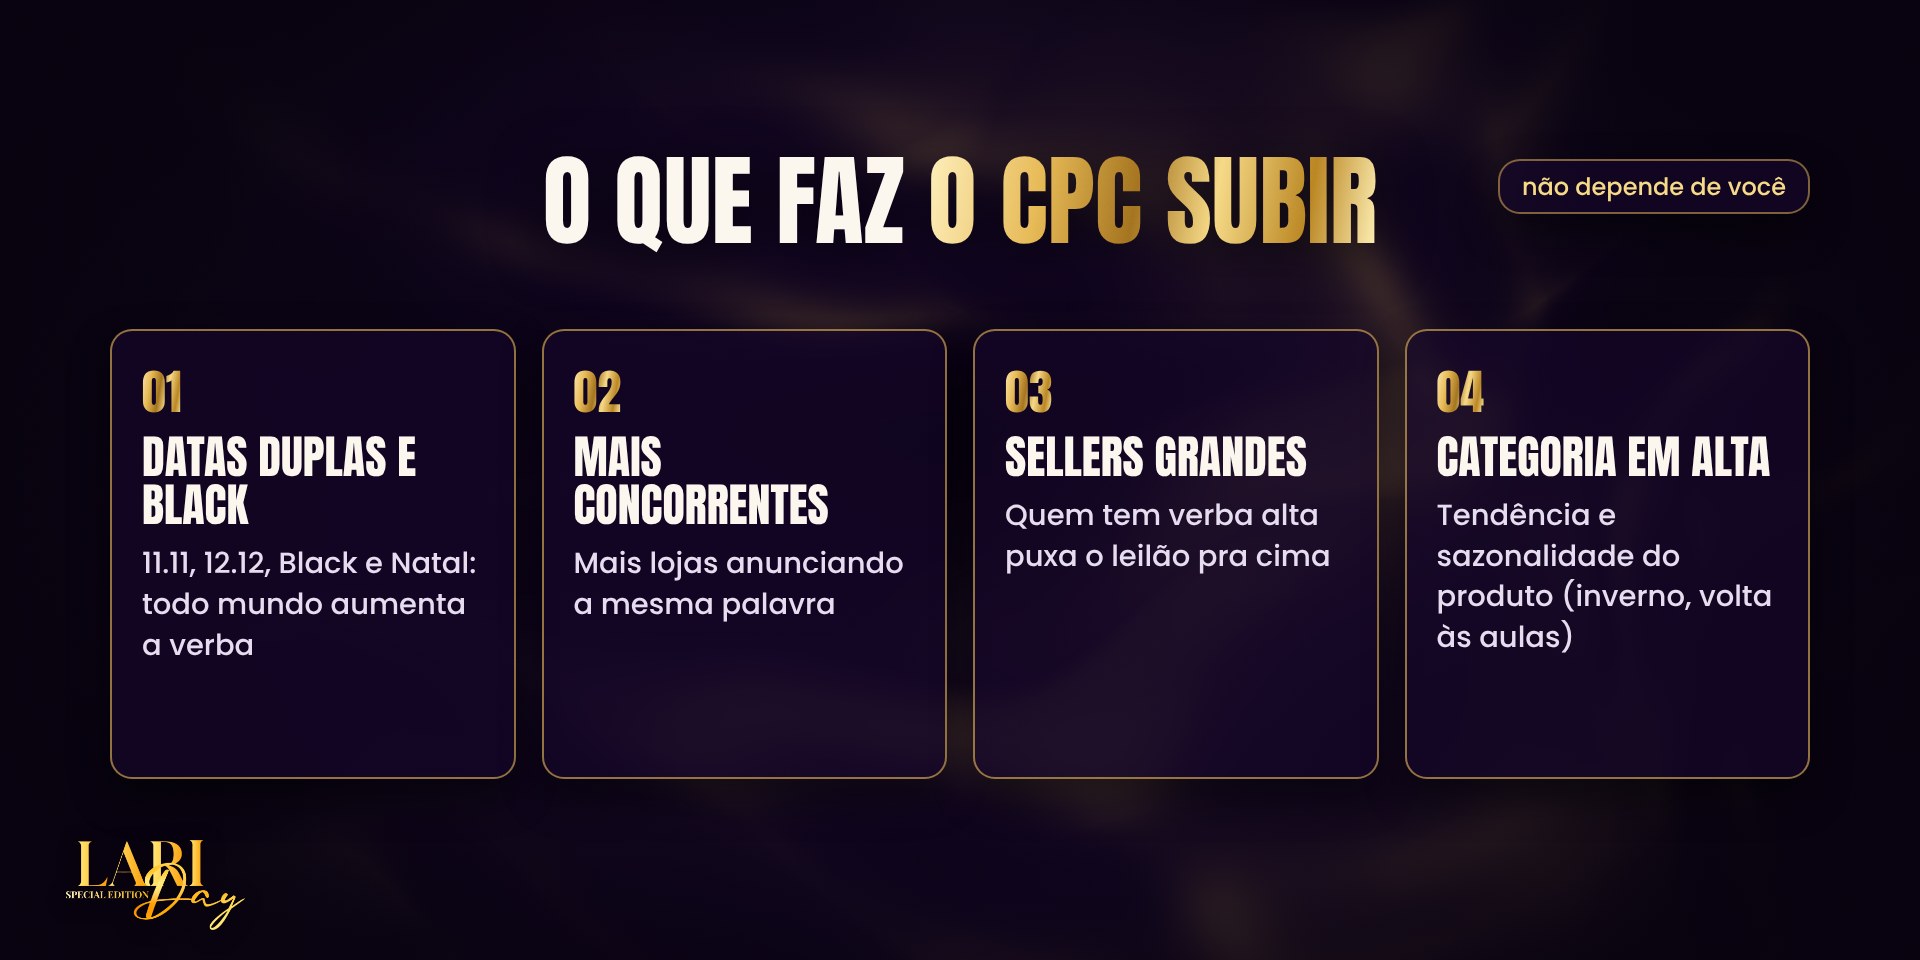 O QUE FAZ O CPC SUBIR
não depende de você
01
DATAS DUPLAS E
BLACK
11.11, 12.12, Black e Natal:
todo mundo aumenta
a verba
02
MAIS
CONCORRENTES
Mais lojas anunciando
a mesma palavra
03
SELLERS GRANDES
Quem tem verba alta
puxa o leilão pra cima
04
CATEGORIA EM ALTA
Tendência e
sazonalidade do
produto (inverno, volta
às aulas)
LABI
SPECIAL EDITION Day